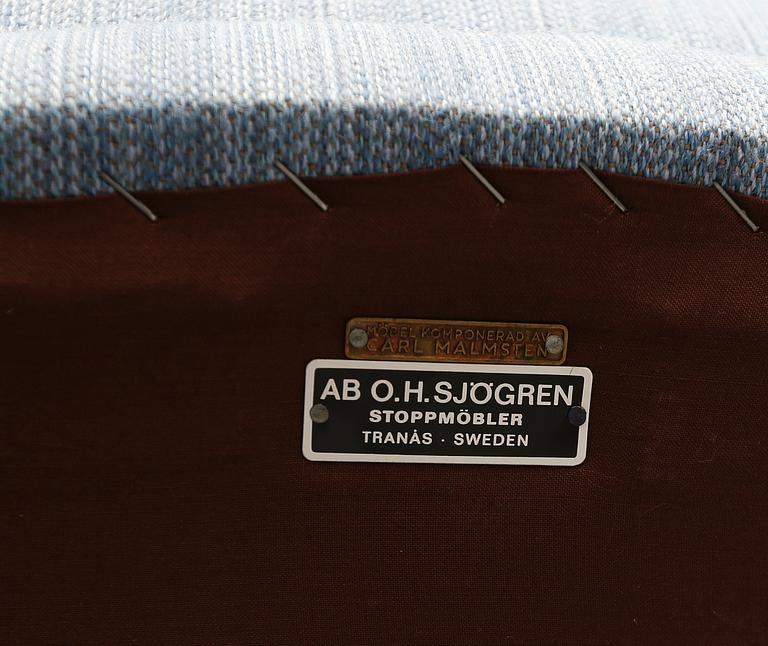 MÖBEL KOMPONERAD AV
CARL MALMSTEN
AB O.H. SJÖGREN
STOPPMÖBLER
TRANÅS · SWEDEN